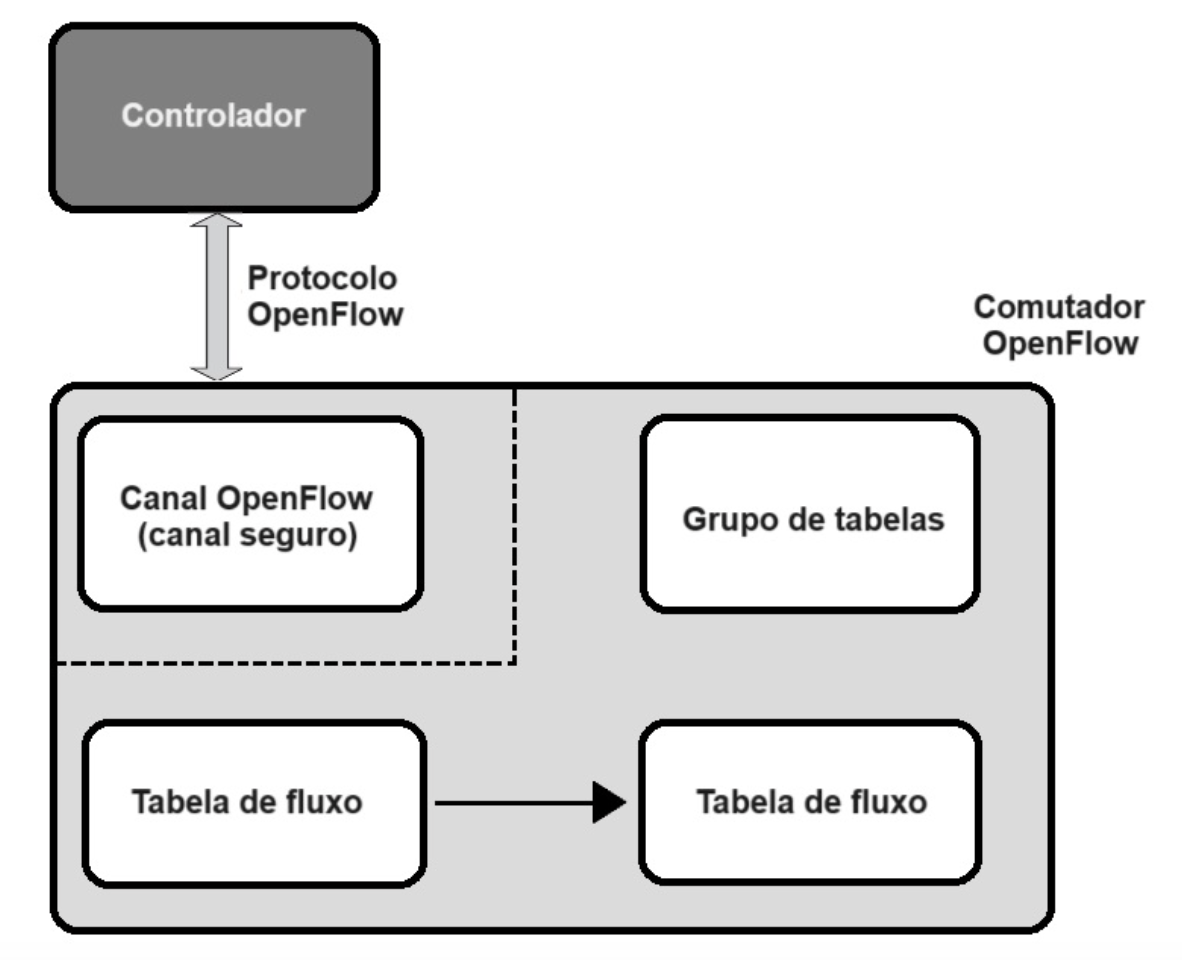 Controlador
Protocolo
OpenFlow
Comutador
OpenFlow
Canal OpenFlow
(canal seguro)
Grupo de tabelas
Tabela de fluxo
Tabela de fluxo